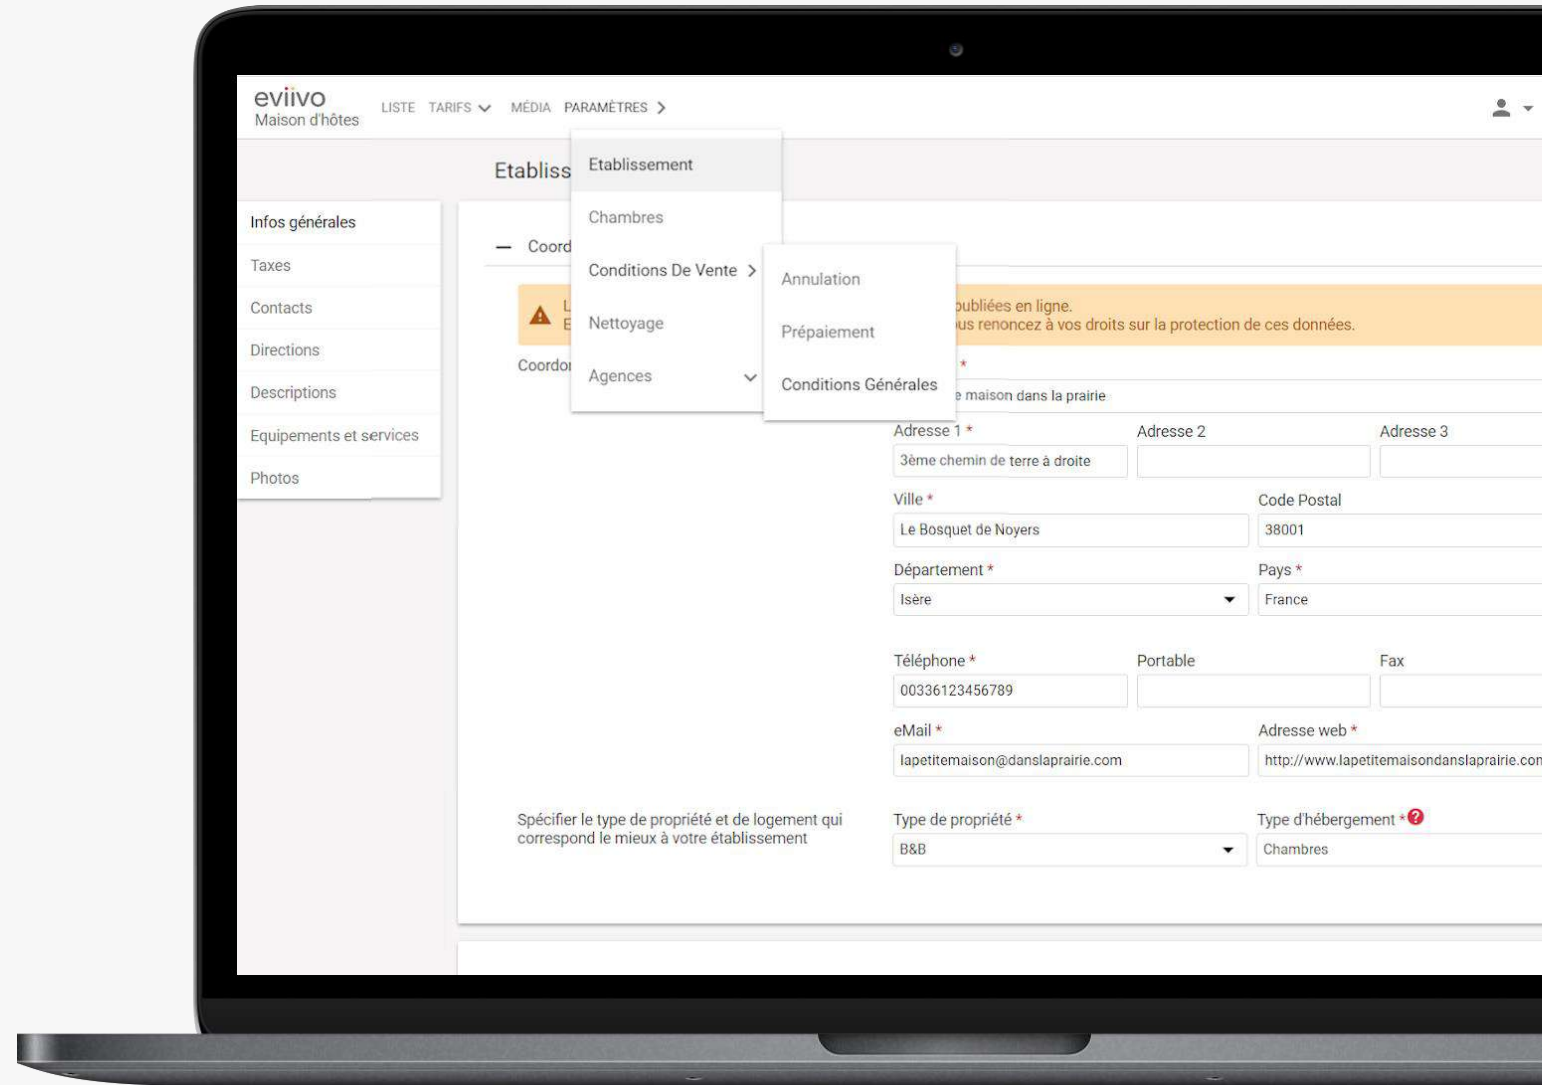 eviivo
Maison d'hôtes
LISTE TARIFS MÉDIA PARAMÈTRES
Etabliss
Etablissement
Chambres
Conditions De Vente
Nettoyage
Agences
Annulation
Prépaiement
Conditions Générales
Infos générales
Taxes
Contacts
Directions
Descriptions
Equipements et services
Photos
Coord
L publiées en ligne.
E us renoncez à vos droits sur la protection de ces données.
Coordo
*
e maison dans la prairie
Adresse 1 * Adresse 2 Adresse 3
3ème chemin de terre à droite
Ville * Code Postal
Le Bosquet de Noyers 38001
Département * Pays *
Isère France
Téléphone * Portable Fax
00336123456789
eMail * Adresse web *
lapetitemaison@danslaprairie.com http://www.lapetitemaisondanslaprairie.com
Spécifier le type de propriété et de logement qui
correspond le mieux à votre établissement
Type de propriété * Type d'hébergement * ?
B&B Chambres